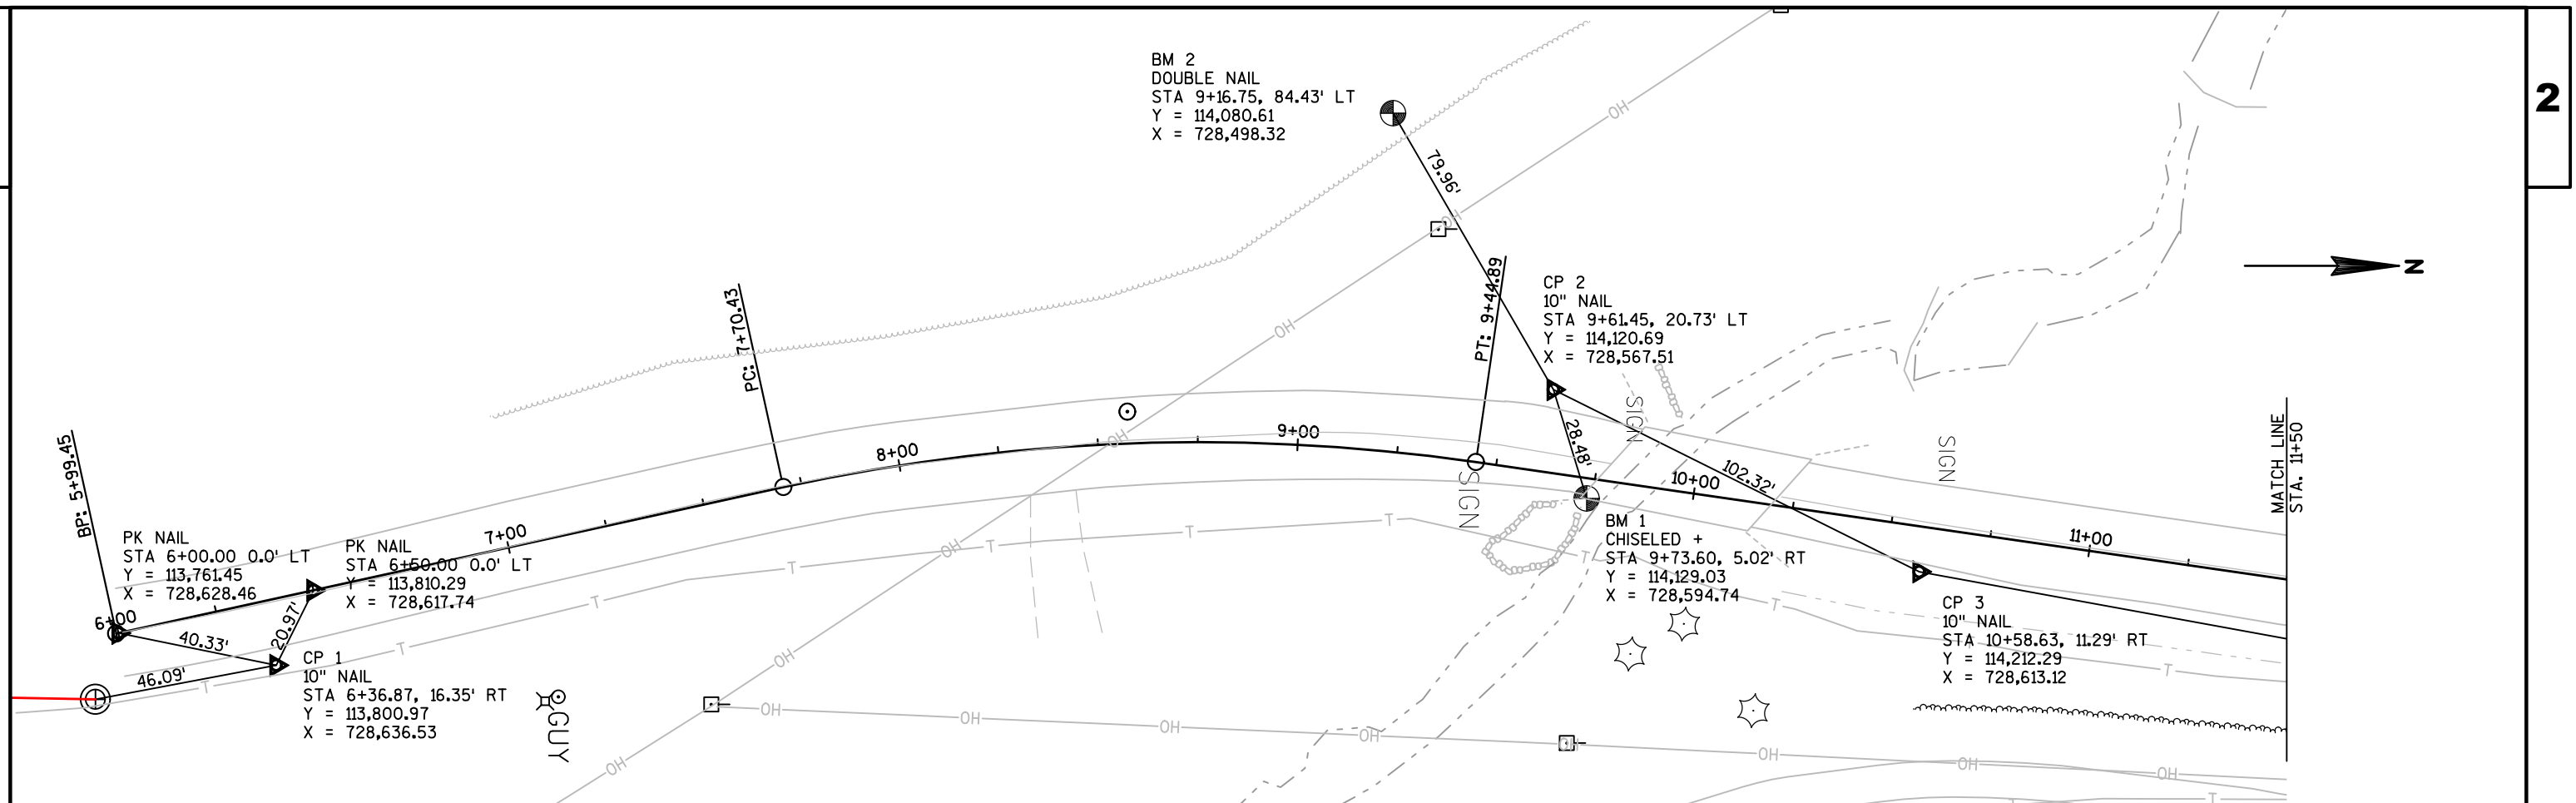 2
BM 2
DOUBLE NAIL
STA 9+16.75, 84.43' LT
Y = 114,080.61
X = 728,498.32
OH
79.96'
OH
N
PC: 7+70.43
PT: 9+44.89
CP 2
10" NAIL
STA 9+61.45, 20.73' LT
Y = 114,120.69
X = 728,567.51
OH
BP: 5+99.45
OH
8+00
9+00
28.48'
SIGN
SIGN
SIGN
102.32'
10+00
MATCH LINE
STA. 11+50
PK NAIL
STA 6+00.00 0.0' LT
Y = 113,761.45
X = 728,628.46
PK NAIL
STA 6+50.00 0.0' LT
Y = 113,810.29
X = 728,617.74
7+00
T
T
T
T
T
OH
BM 1
CHISELED +
STA 9+73.60, 5.02' RT
Y = 114,129.03
X = 728,594.74
11+00
6+00
40.33'
20.97'
46.09'
T
T
T
T
CP 1
10" NAIL
STA 6+36.87, 16.35' RT
Y = 113,800.97
X = 728,636.53
CP 3
10" NAIL
STA 10+58.63, 11.29' RT
Y = 114,212.29
X = 728,613.12
T
T
GUY
OH
OH
OH
OH
OH
OH
OH
OH
OH
OH
T